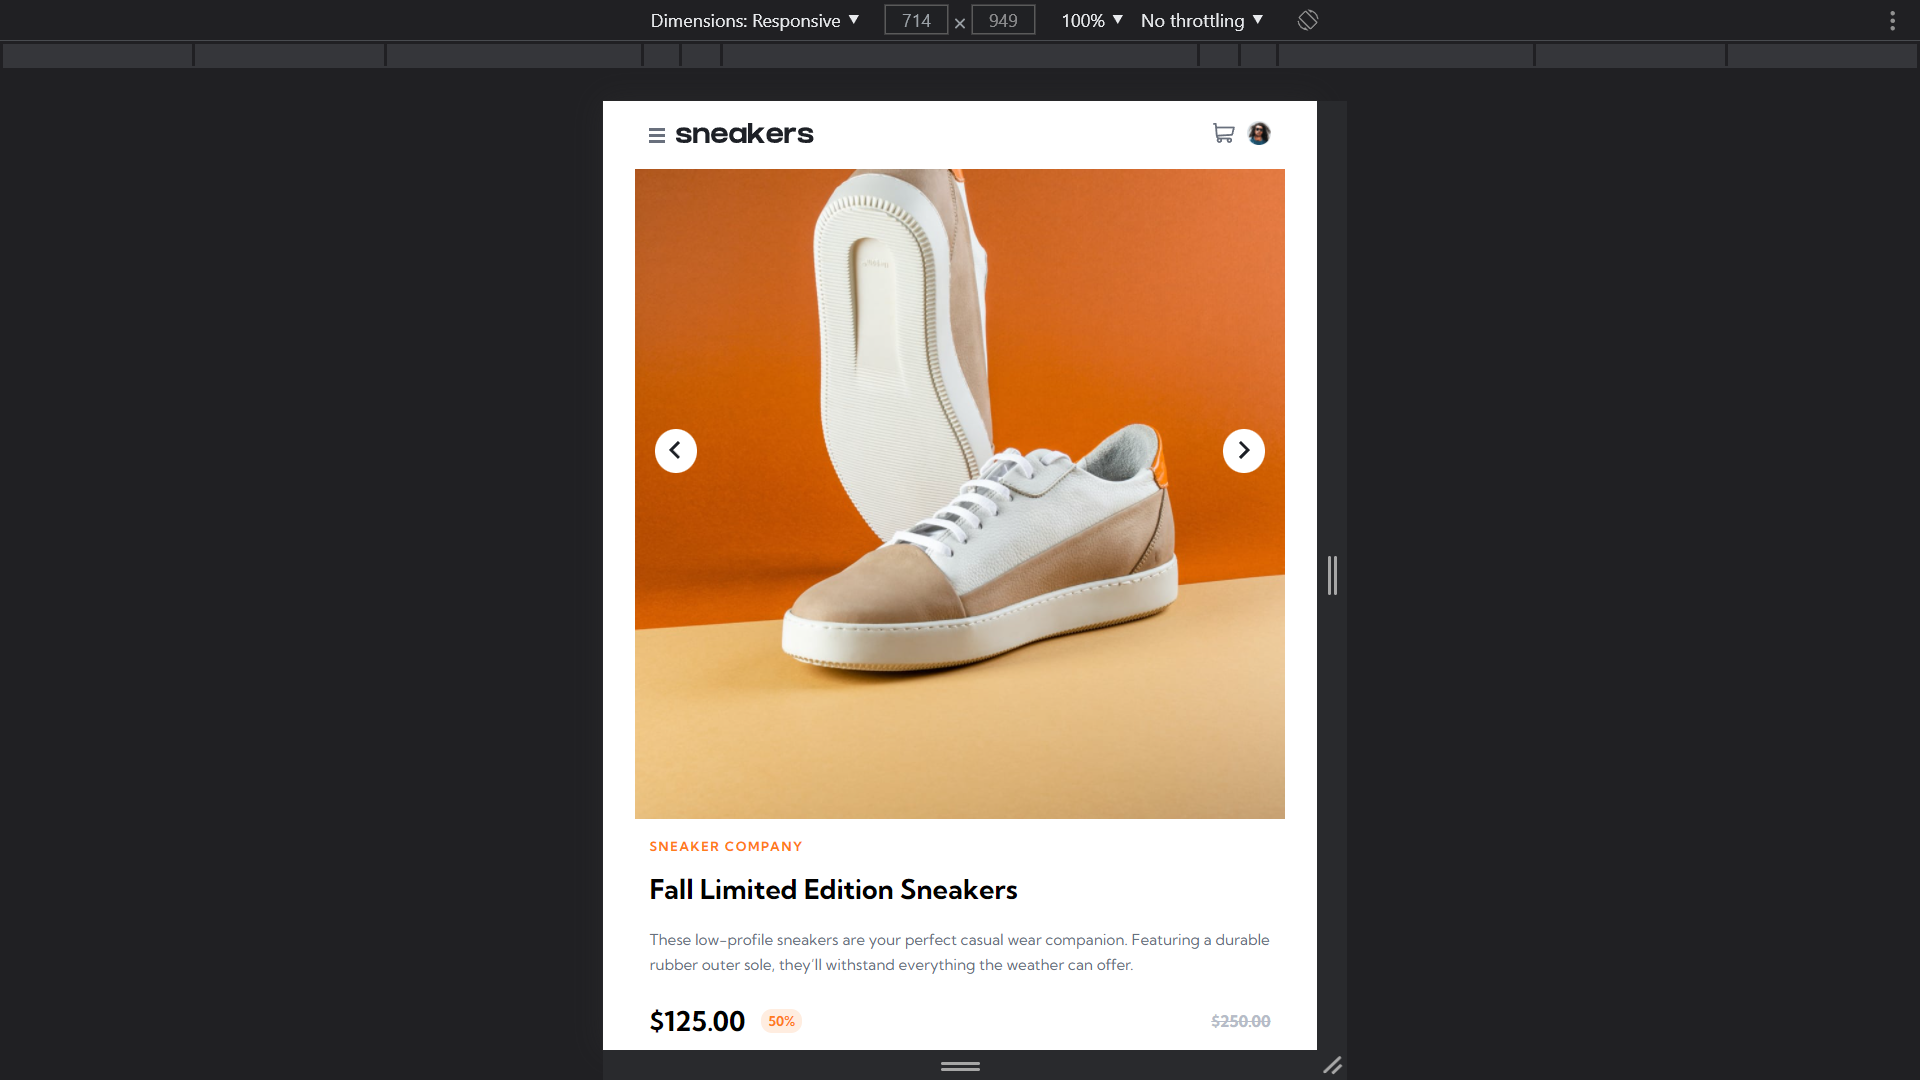 Dimensions: Responsive ▼ 714 × 949 100% ▼ No throttling ▼
sneakers
SNEAKER COMPANY
Fall Limited Edition Sneakers
These low-profile sneakers are your perfect casual wear companion. Featuring a durable
rubber outer sole, they'll withstand everything the weather can offer.
$125.00 50% $250.00